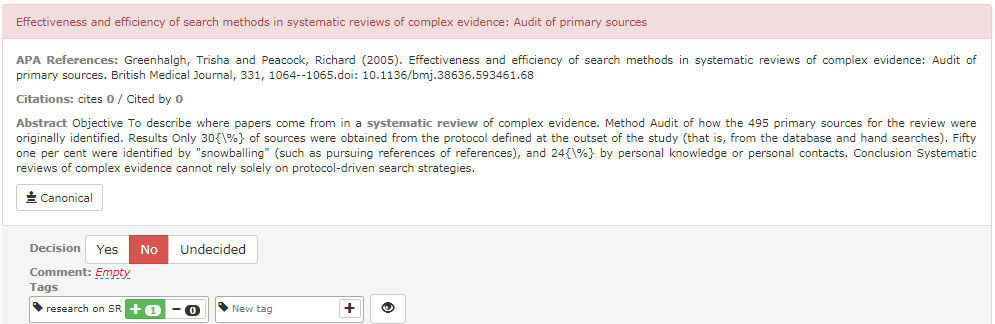 Effectiveness and efficiency of search methods in systematic reviews of complex evidence: Audit of primary sources
APA References: Greenhalgh, Trisha and Peacock, Richard (2005). Effectiveness and efficiency of search methods in systematic reviews of complex evidence: Audit of
primary sources. British Medical Journal, 331, 1064--1065.doi: 10.1136/bmj.38636.593461.68
Citations: cites 0 / Cited by 0
Abstract Objective To describe where papers come from in a systematic review of complex evidence. Method Audit of how the 495 primary sources for the review were
originally identified. Results Only 30{\%} of sources were obtained from the protocol defined at the outset of the study (that is, from the database and hand searches). Fifty
one per cent were identified by "snowballing" (such as pursuing references of references), and 24{\%} by personal knowledge or personal contacts. Conclusion Systematic
reviews of complex evidence cannot rely solely on protocol-driven search strategies.
Canonical
Decision Yes No Undecided
Comment: Empty
Tags
research on SR + 1 − 0 New tag +